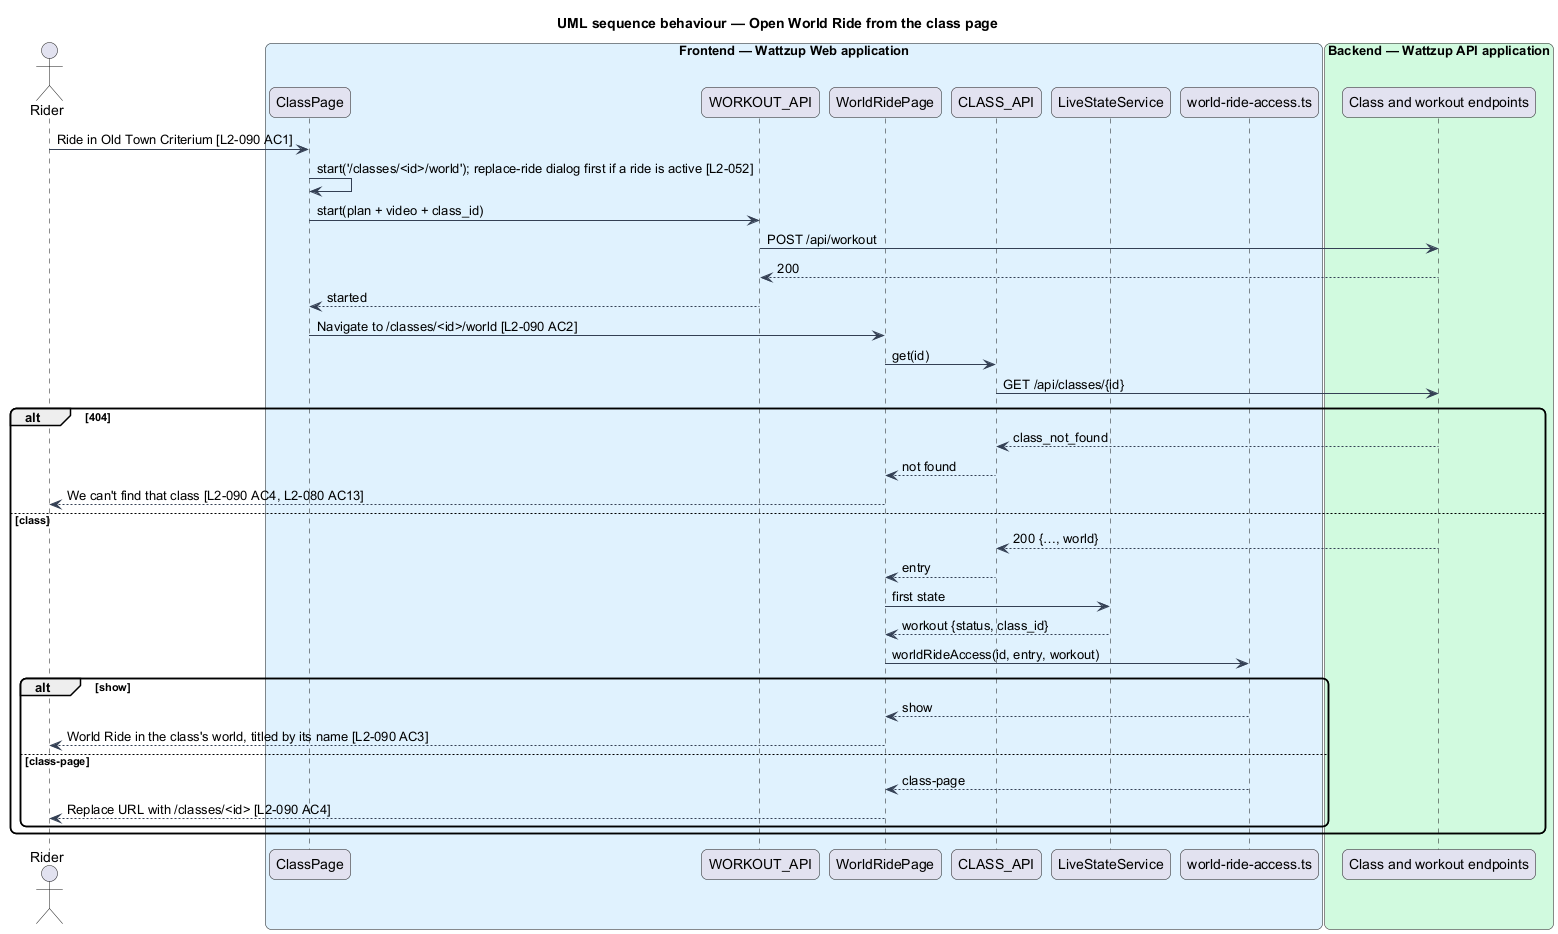 UML sequence behaviour — Open World Ride from the class page
Frontend — Wattzup Web application
Backend — Wattzup API application
Rider
ClassPage
WORKOUT_API
WorldRidePage
CLASS_API
LiveStateService
world-ride-access.ts
Class and workout endpoints
Ride in Old Town Criterium [L2-090 AC1]
start('/classes/<id>/world'); replace-ride dialog first if a ride is active [L2-052]
start(plan + video + class_id)
POST /api/workout
200
started
Navigate to /classes/<id>/world [L2-090 AC2]
get(id)
GET /api/classes/{id}
alt [404]
class_not_found
not found
We can't find that class [L2-090 AC4, L2-080 AC13]
[class]
200 {…, world}
entry
first state
workout {status, class_id}
worldRideAccess(id, entry, workout)
alt [show]
show
World Ride in the class's world, titled by its name [L2-090 AC3]
[class-page]
class-page
Replace URL with /classes/<id> [L2-090 AC4]
Rider
ClassPage
WORKOUT_API
WorldRidePage
CLASS_API
LiveStateService
world-ride-access.ts
Class and workout endpoints